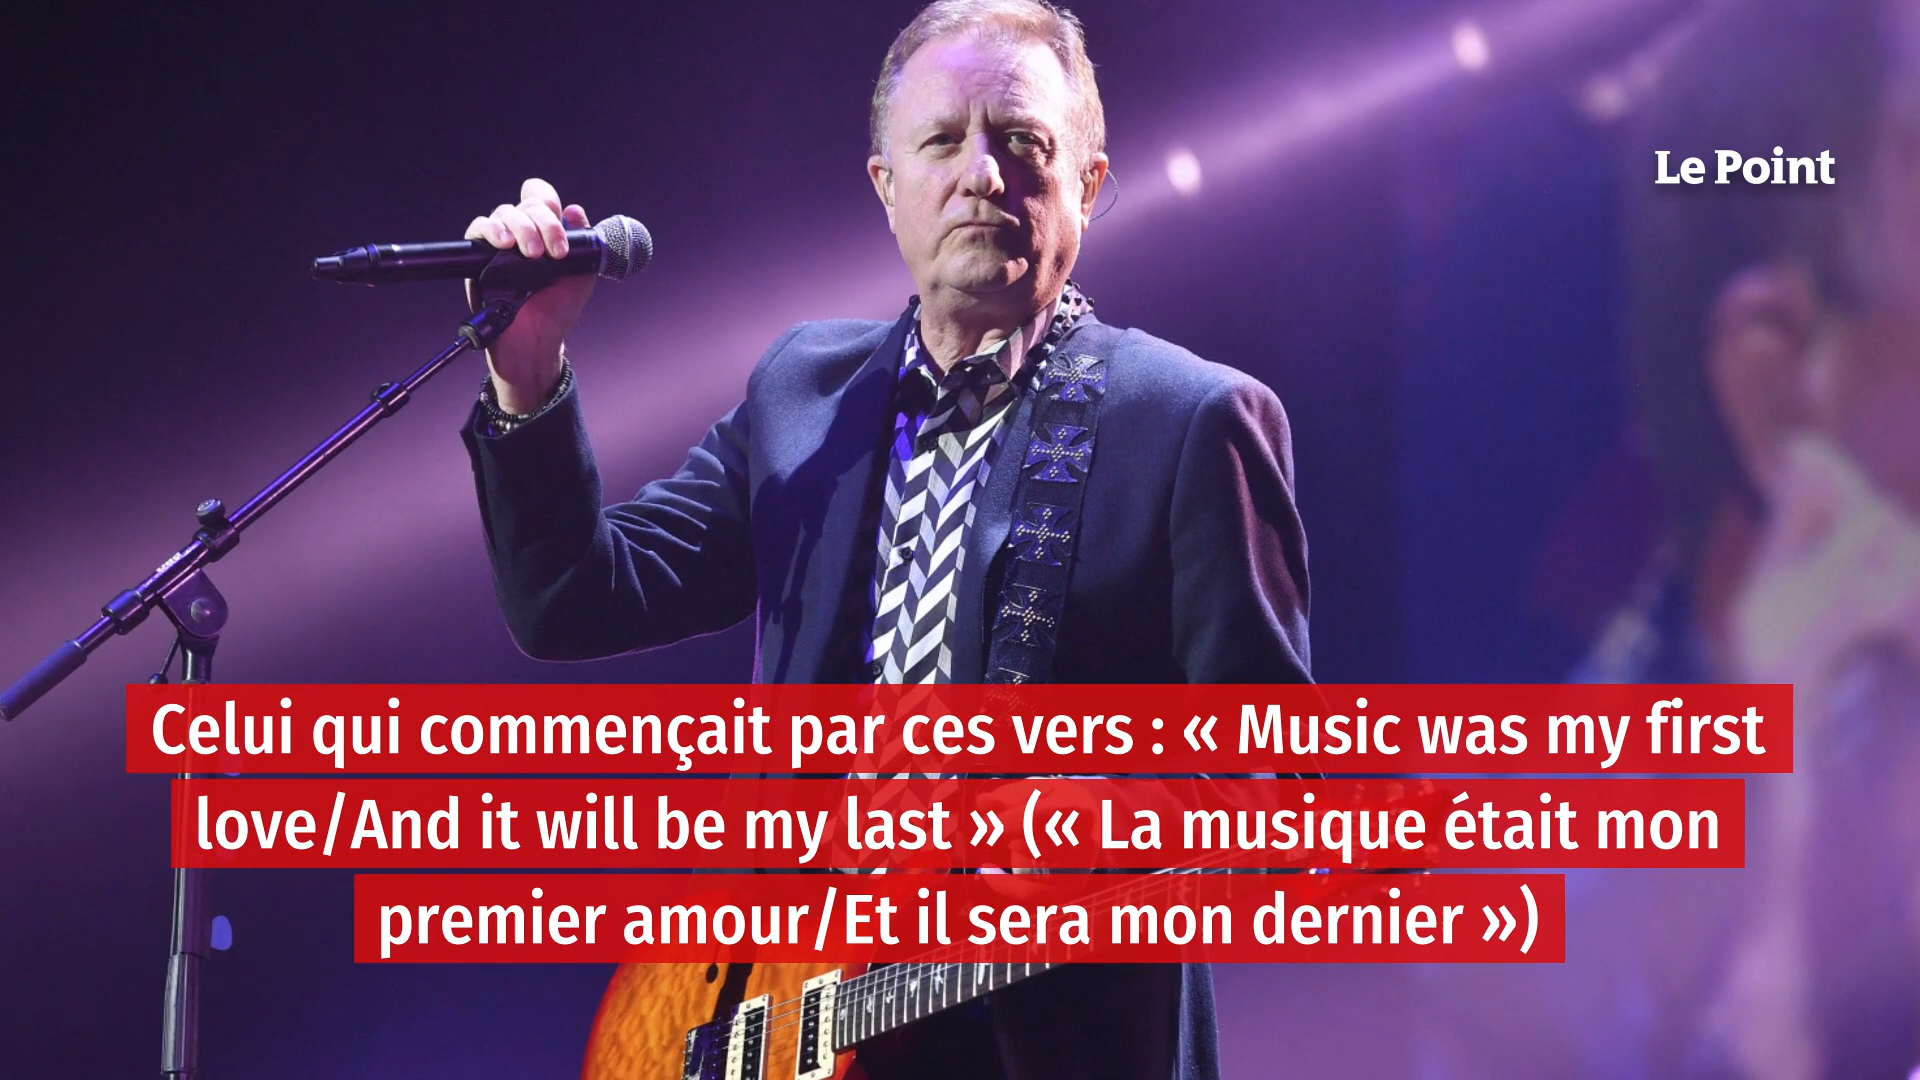 Le Point
Celui qui commençait par ces vers : « Music was my first
love/And it will be my last » (« La musique était mon
premier amour/Et il sera mon dernier »)